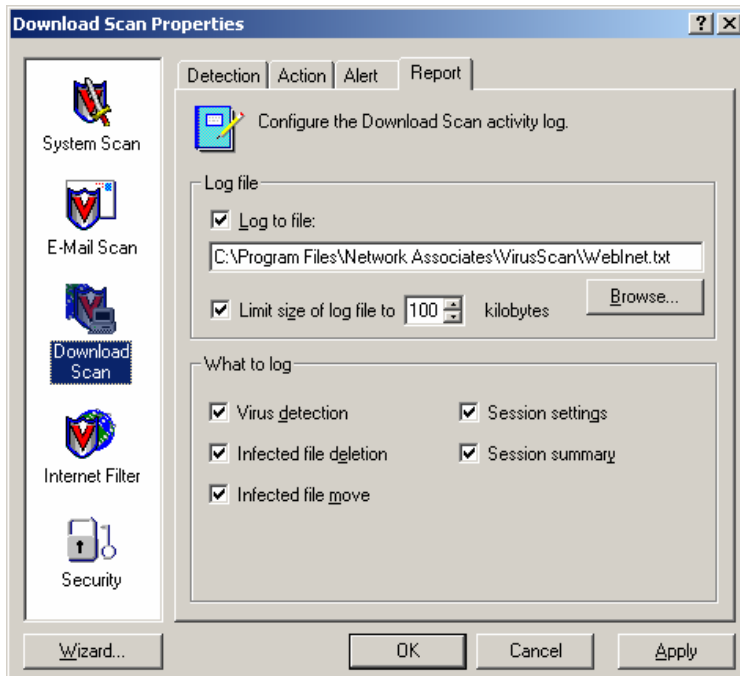 Download Scan Properties
System Scan
E-Mail Scan
Download
Scan
Internet Filter
Security
Detection
Action
Alert
Report
Configure the Download Scan activity log.
Log file
Log to file:
C:\Program Files\Network Associates\VirusScan\WebInet.txt
Limit size of log file to 100 kilobytes
Browse...
What to log
Virus detection
Session settings
Infected file deletion
Session summary
Infected file move
Wizard...
OK
Cancel
Apply